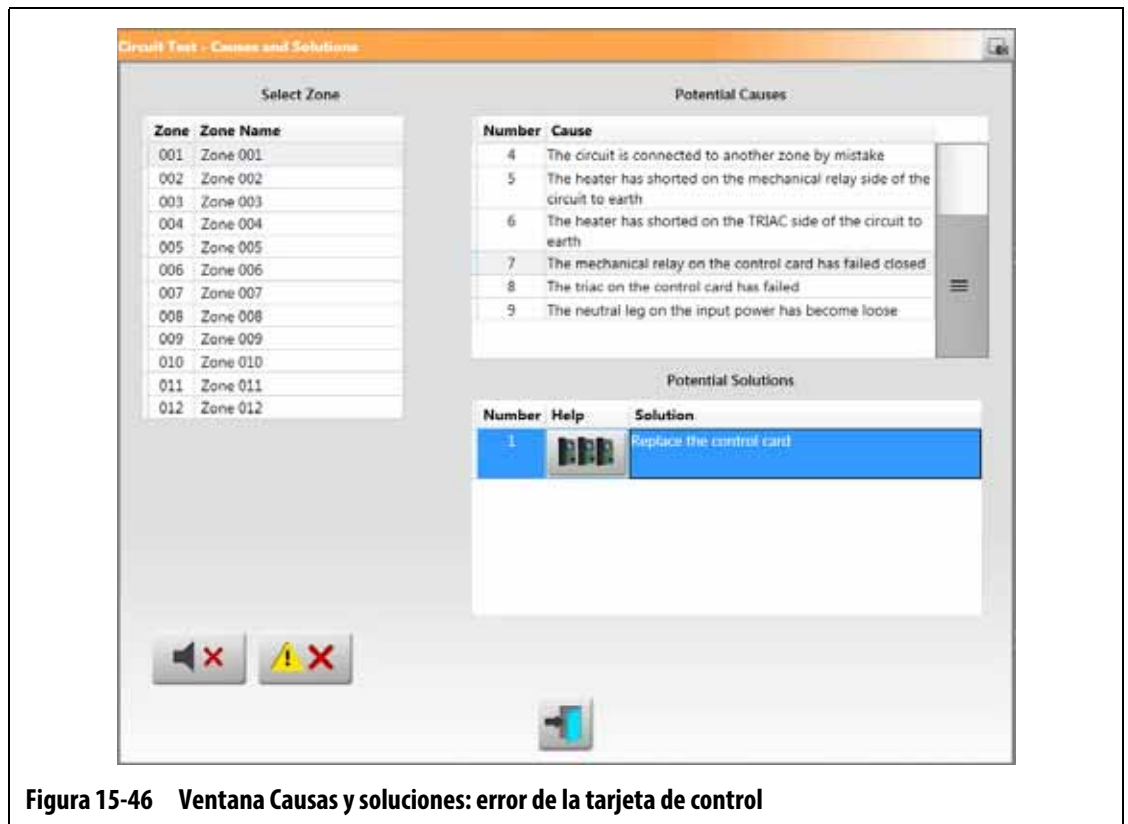 Circuit Test - Causes and Solutions
Select Zone
Zone Zone Name
001 Zone 001
002 Zone 002
003 Zone 003
004 Zone 004
005 Zone 005
006 Zone 006
007 Zone 007
008 Zone 008
009 Zone 009
010 Zone 010
011 Zone 011
012 Zone 012
Potential Causes
Number Cause
4 The circuit is connected to another zone by mistake
5 The heater has shorted on the mechanical relay side of the
circuit to earth
6 The heater has shorted on the TRIAC side of the circuit to
earth
7 The mechanical relay on the control card has failed closed
8 The triac on the control card has failed
9 The neutral leg on the input power has become loose
Potential Solutions
Number Help Solution
1 Replace the control card
Figura 15-46 Ventana Causas y soluciones: error de la tarjeta de control